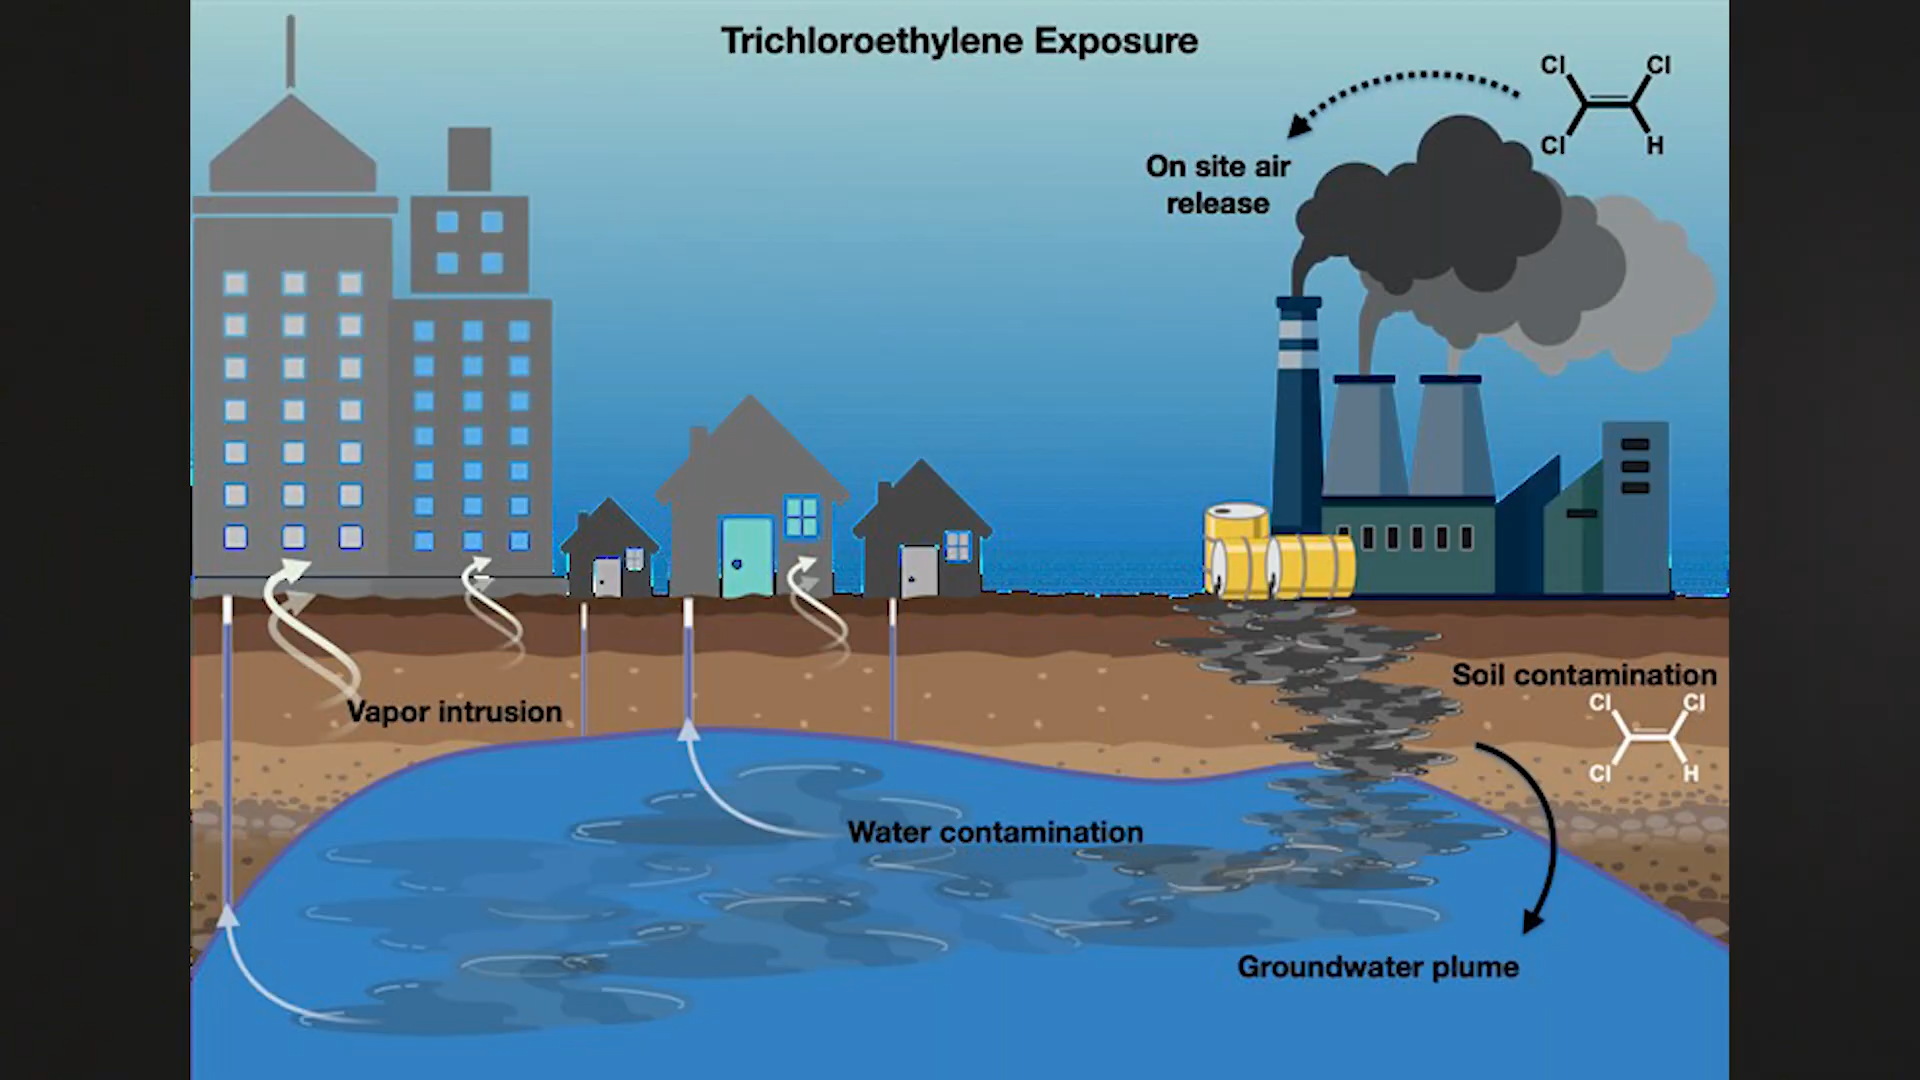 Trichloroethylene Exposure
Cl
Cl
Cl
H
On site air
release
Soil contamination
Cl
Cl
Cl
H
Vapor intrusion
Water contamination
Groundwater plume